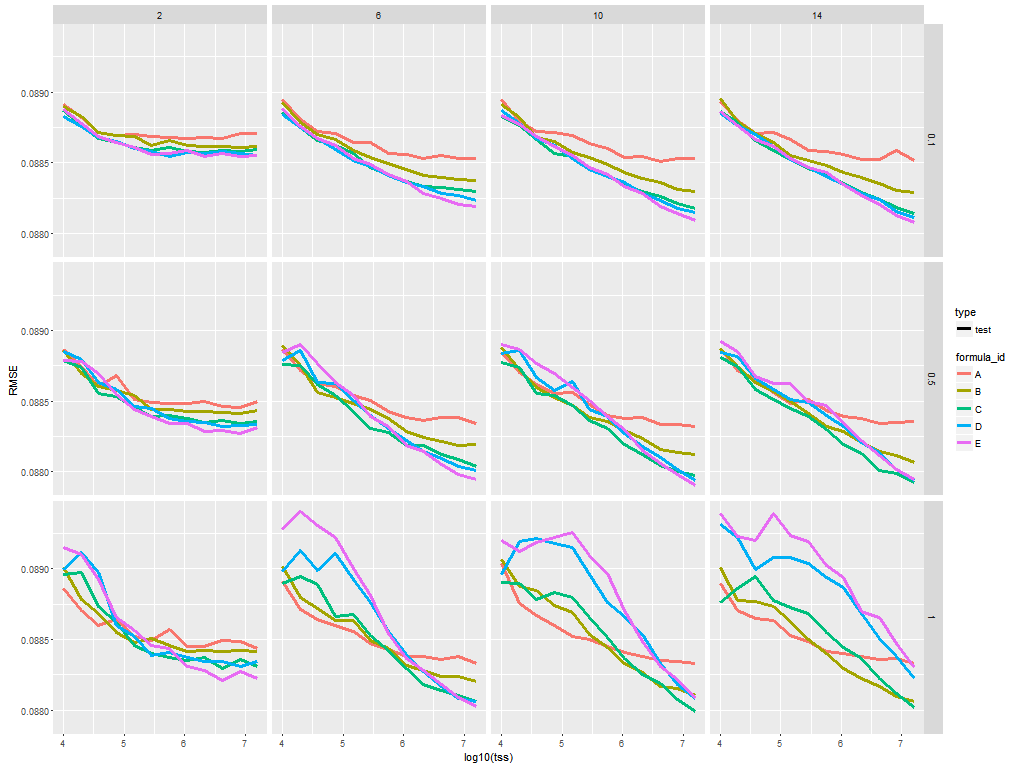 2 6 10 14
0.0890
0.0885
0.0880
0.1
RMSE
0.0890
0.0885
0.0880
0.5
0.0890
0.0885
0.0880
1
4 5 6 7 4 5 6 7 4 5 6 7 4 5 6 7
log10(tss)
type
test
formula_id
A
B
C
D
E